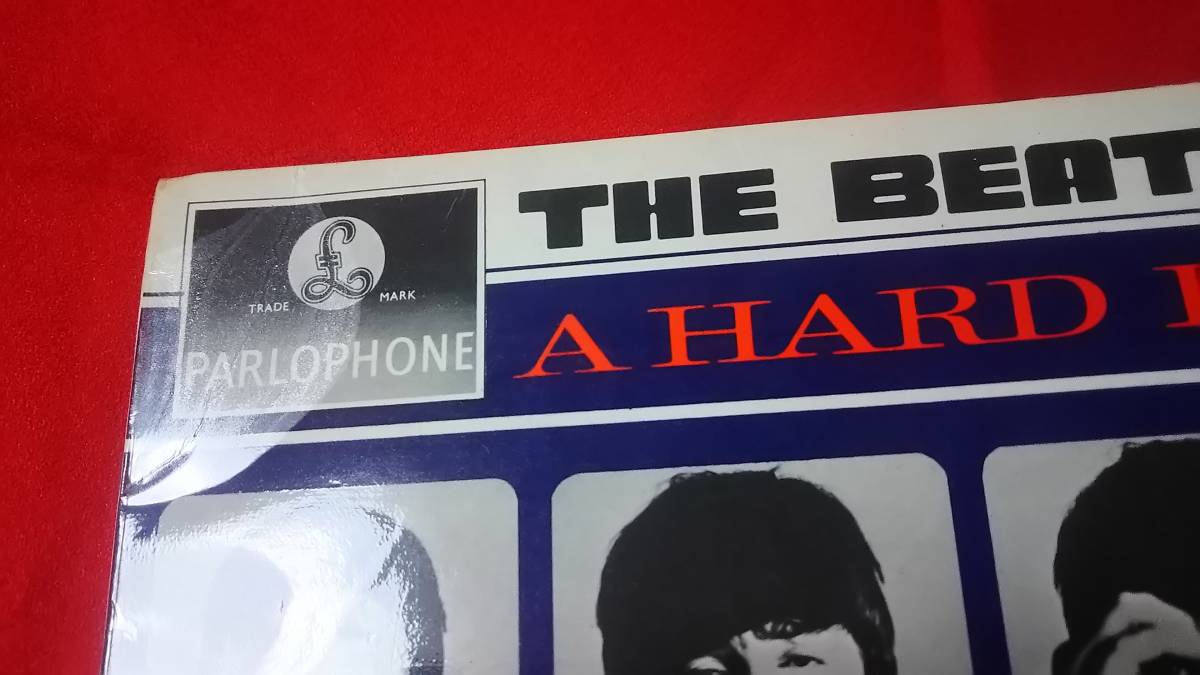 THE BEAT
£
TRADE MARK
PARLOPHONE
A HARD